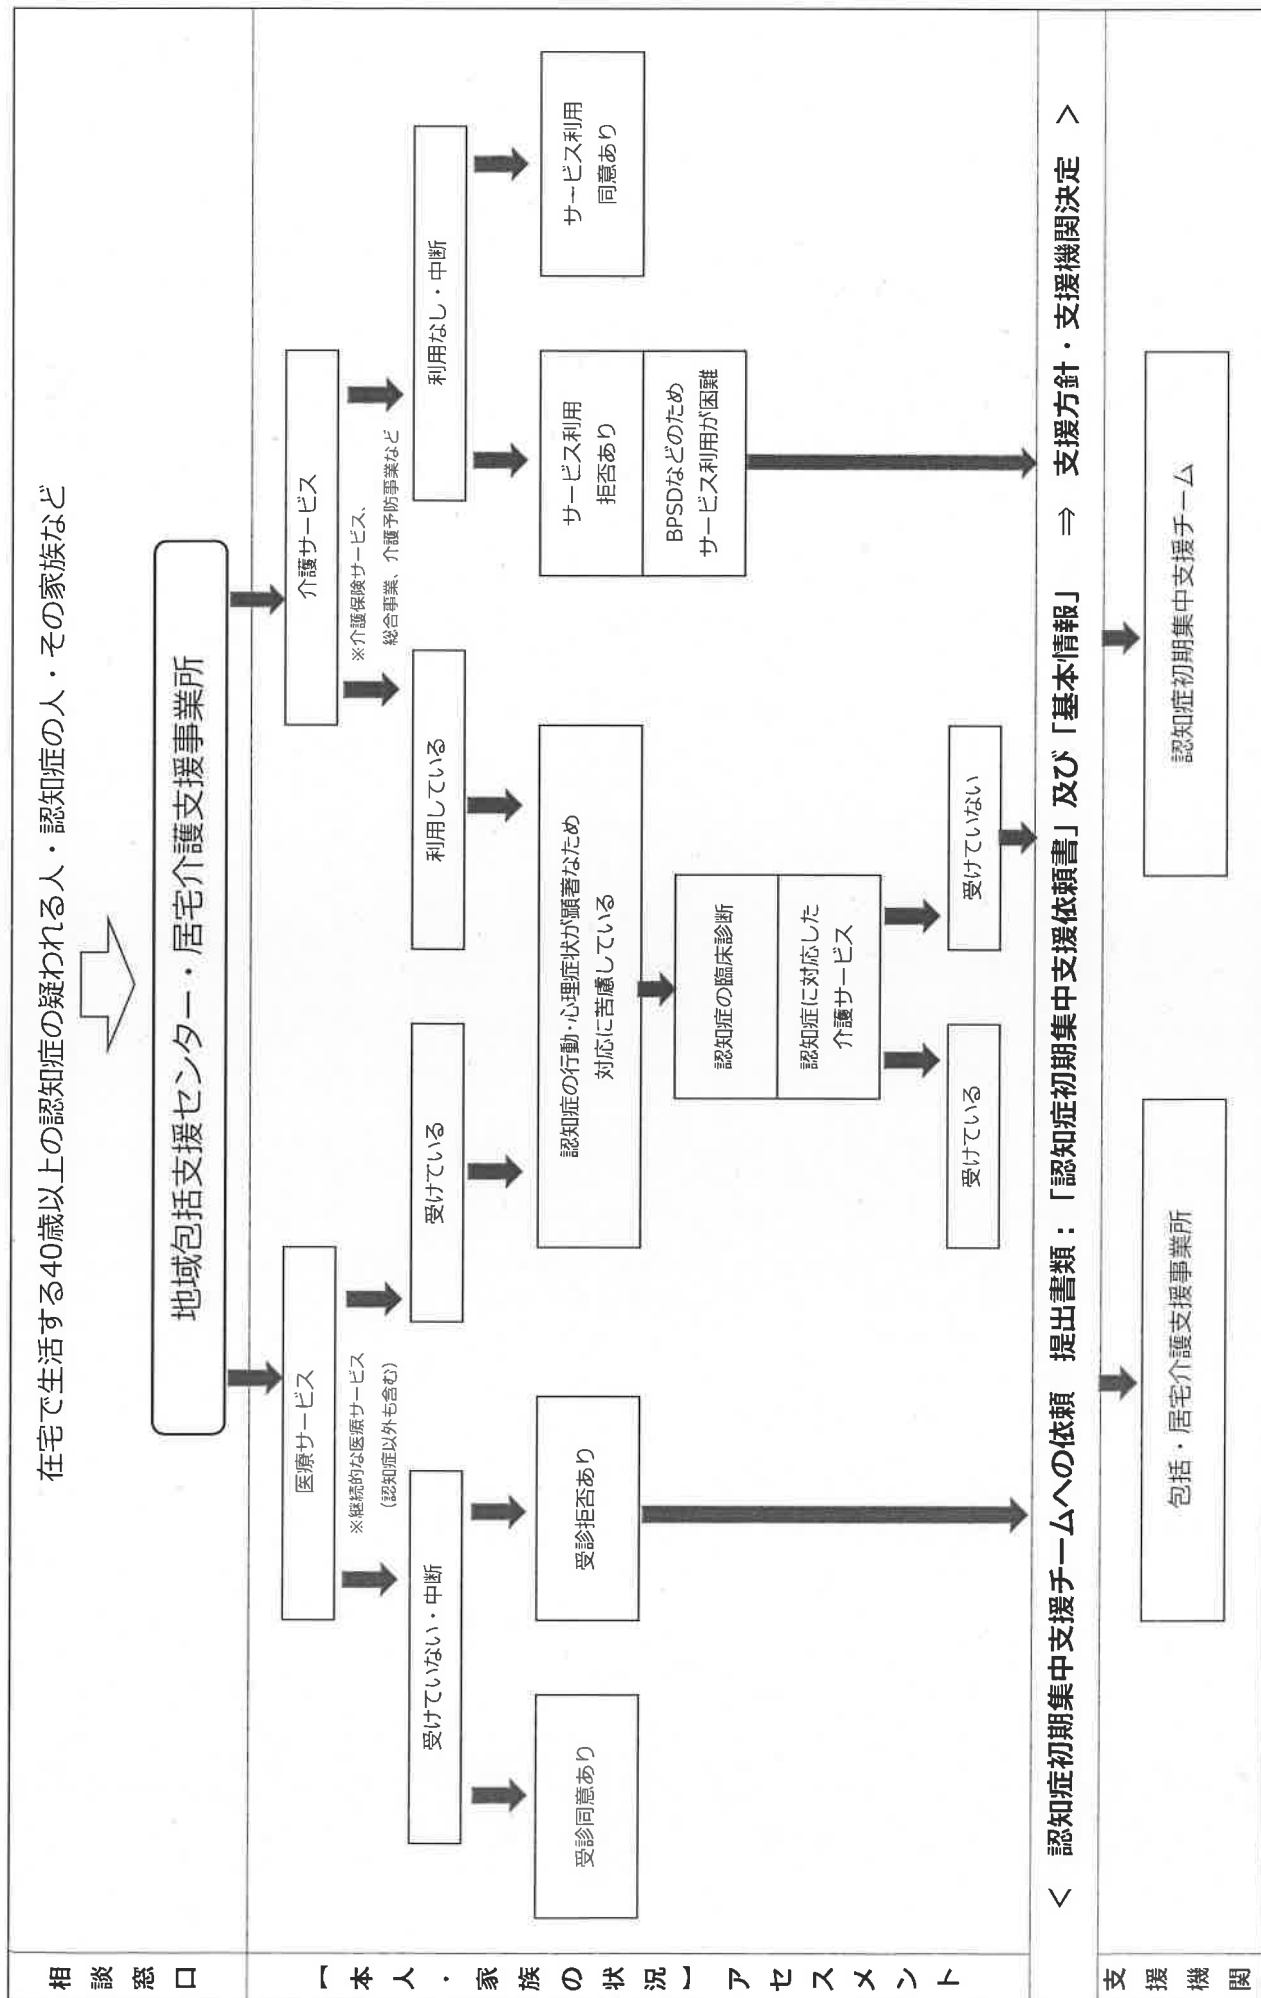 相談窓口
在宅で生活する40歳以上の認知症の疑われる人・認知症の人・その家族など
地域包括支援センター・居宅介護支援事業所
【本人・家族の状況】アセスメント
医療サービス
※継続的な医療サービス
(認知症以外も含む)
介護サービス
※介護保険サービス、
総合事業、介護予防事業など
受けていない・中断
受けている
利用している
利用なし・中断
受診同意あり
受診拒否あり
認知症の行動・心理症状が顕著なため
対応に苦慮している
サービス利用
拒否あり
BPSDなどのため
サービス利用が困難
サービス利用
同意あり
認知症の臨床診断
認知症に対応した
介護サービス
受けている
受けていない
＜ 認知症初期集中支援チームへの依頼 提出書類：「認知症初期集中支援依頼書」及び「基本情報」 ⇒ 支援方針・支援機関決定 ＞
支援機関
包括・居宅介護支援事業所
認知症初期集中支援チーム